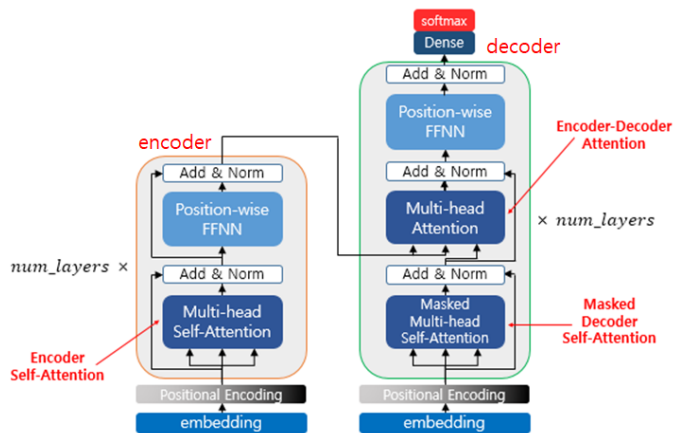 softmax
Dense
decoder
Add & Norm
Position-wise
FFNN
Add & Norm
Multi-head
Attention
Encoder-Decoder
Attention
× num_layers
Add & Norm
Masked
Multi-head
Self-Attention
Masked
Decoder
Self-Attention
Positional Encoding
embedding
encoder
Add & Norm
Position-wise
FFNN
num_layers ×
Add & Norm
Multi-head
Self-Attention
Encoder
Self-Attention
Positional Encoding
embedding